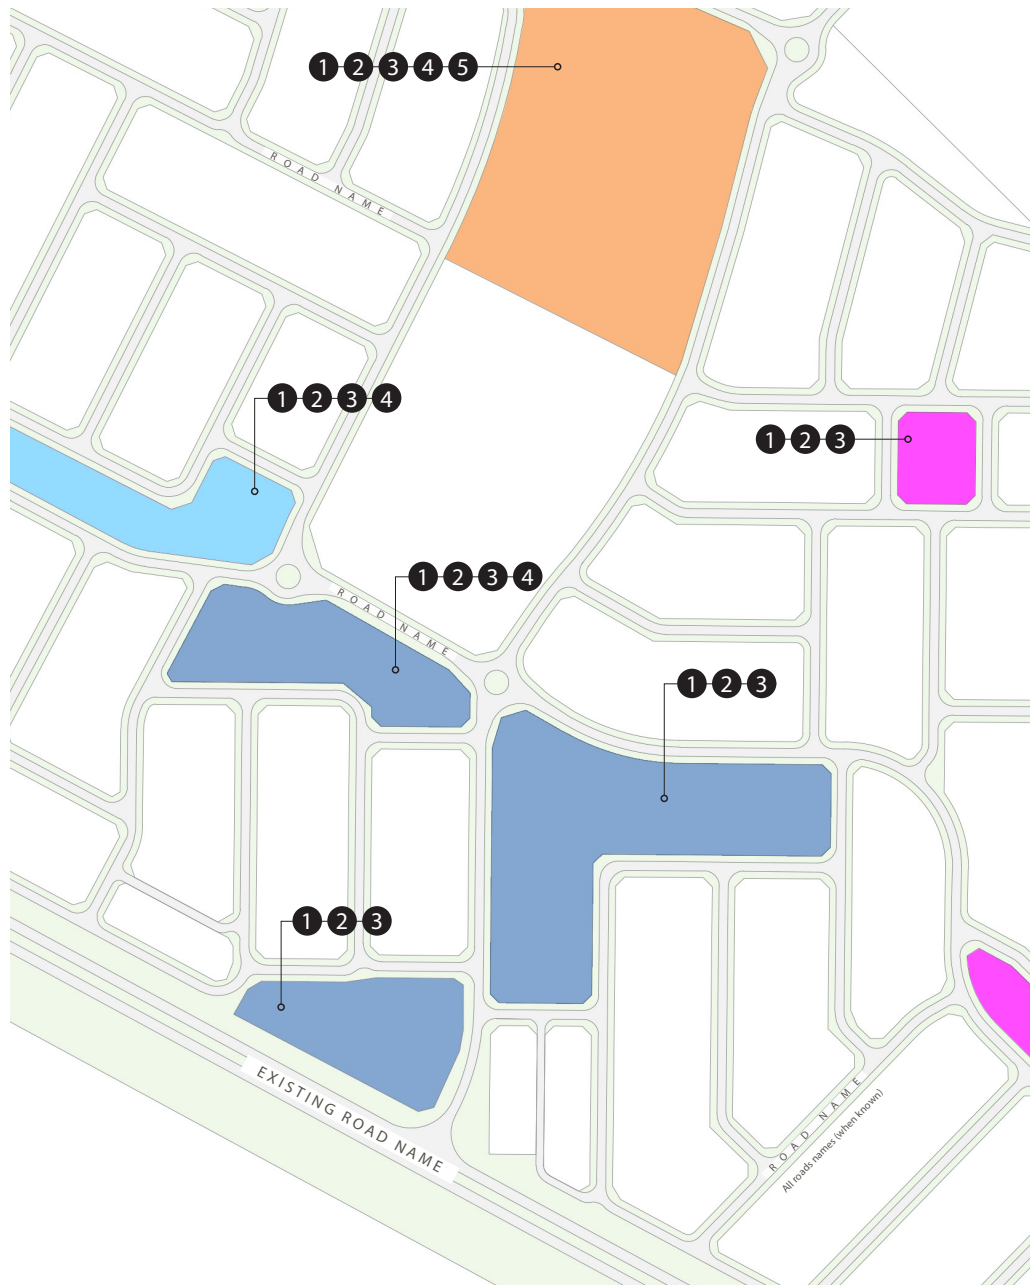 1 2 3 4 5
ROAD NAME
1 2 3 4
1 2 3
1 2 3 4
ROAD NAME
1 2 3
1 2 3
EXISTING ROAD NAME
ROAD NAME
All roads names (when known)